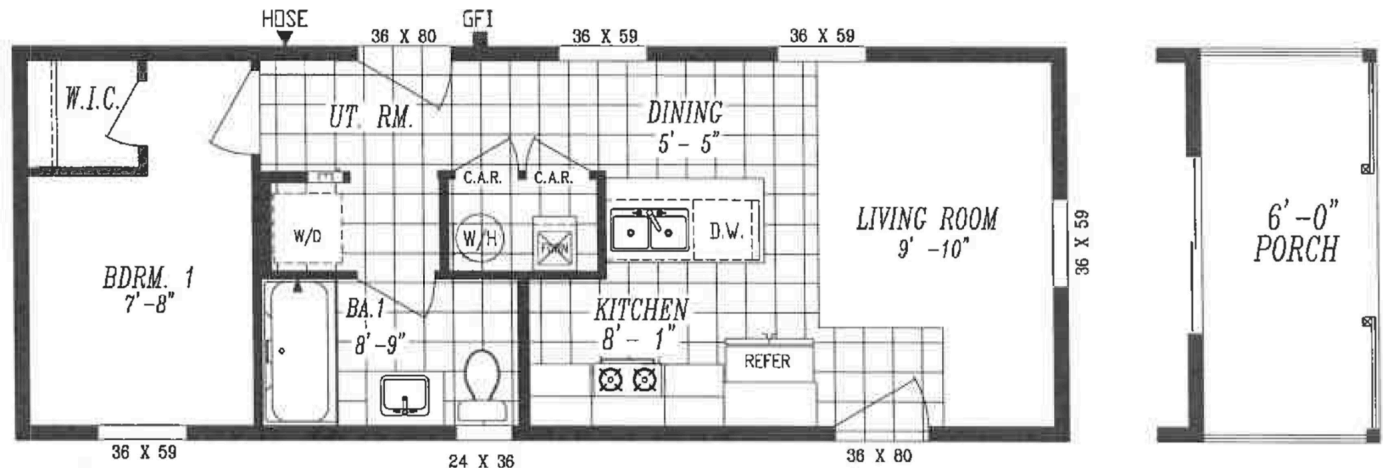 HOSE
GFI
36 X 80
36 X 59
36 X 59
W.I.C.
UT. RM.
DINING
5'- 5"
C.A.R.
C.A.R.
W/D
W/H
FURN
D.W.
LIVING ROOM
9' -10"
36 X 59
6' -0"
PORCH
BDRM. 1
7'-8"
BA.1
8'-9"
KITCHEN
8'- 1"
REFER
36 X 59
24 X 36
36 X 80